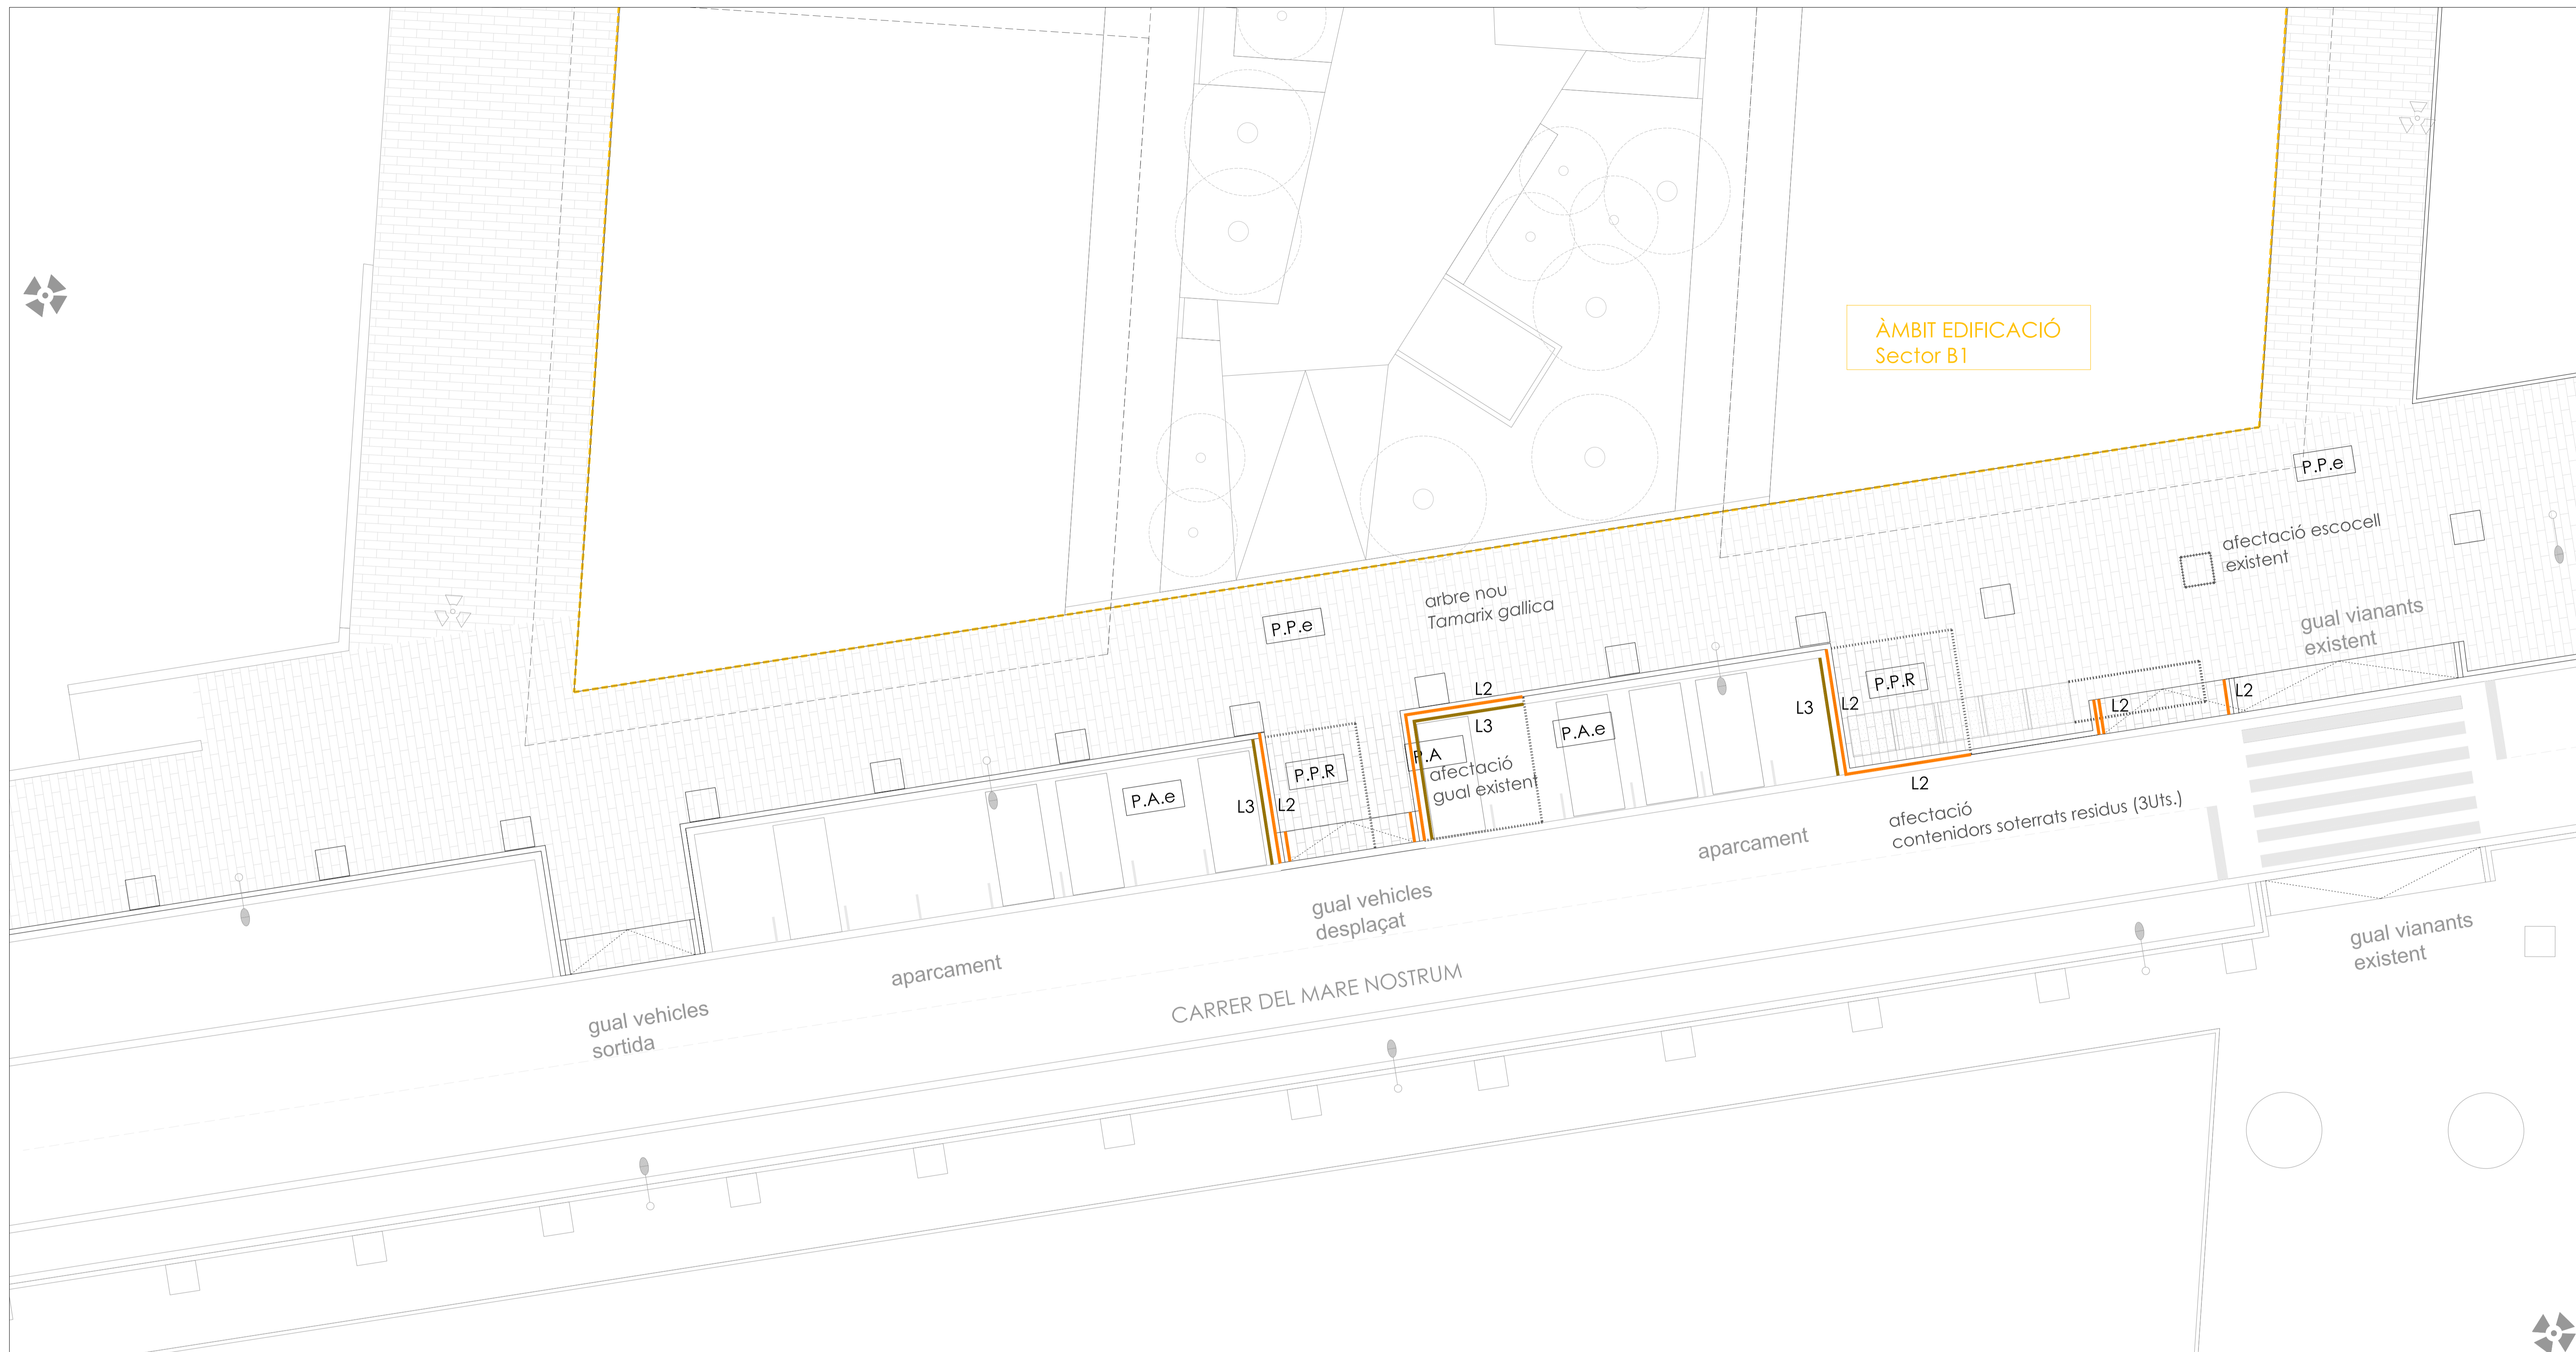 ÀMBIT EDIFICACIÓ
Sector B1
P.P.e
afectació escocell
existent
arbre nou
Tamarix gallica
P.P.e
gual vianants
existent
P.P.R
L2
L2
L2
L3
L2
L3
P.A.e
P.A
afectació
gual existent
P.P.R
P.A.e
L3
L2
L2
afectació
contenidors soterrats residus (3Uts.)
aparcament
gual vehicles
desplaçat
gual vianants
existent
aparcament
CARRER DEL MARE NOSTRUM
gual vehicles
sortida